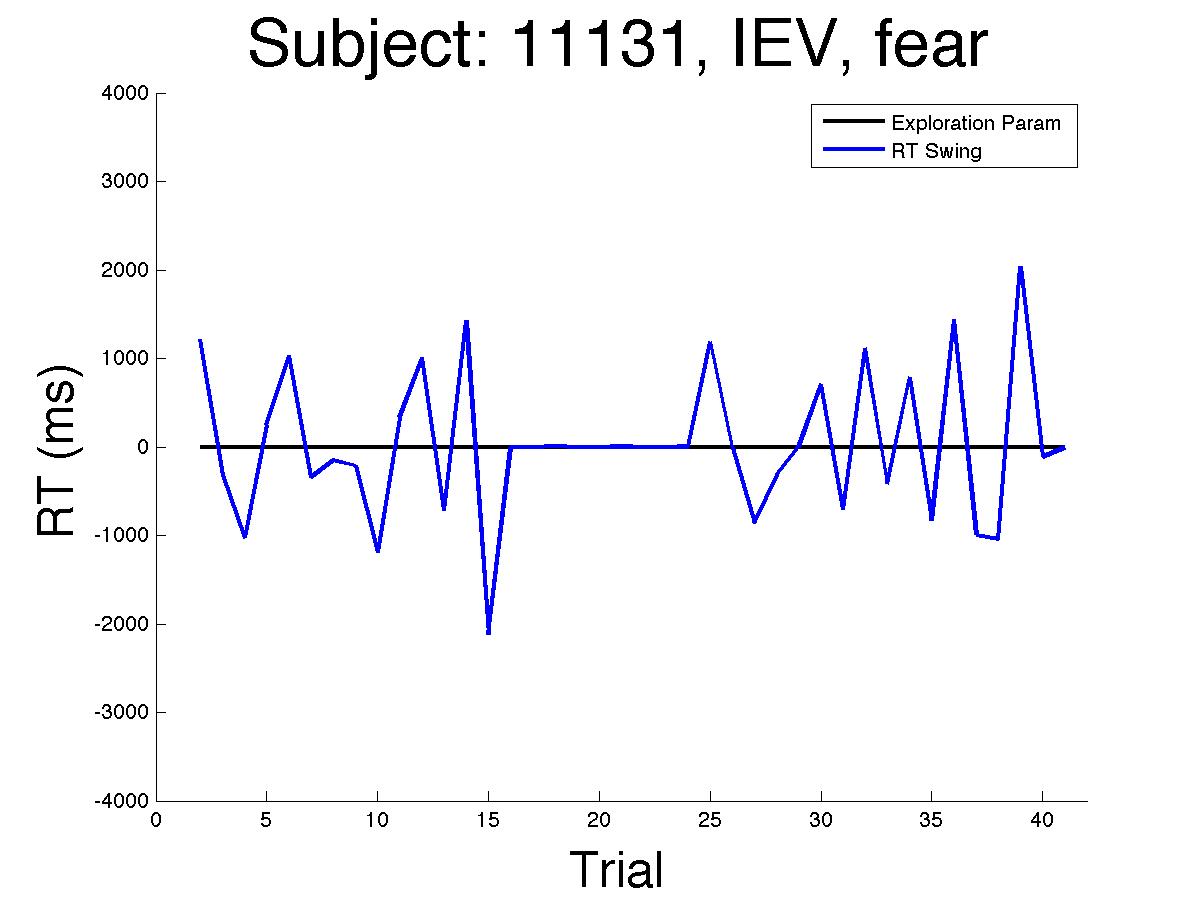 Subject: 11131, IEV, fear
4000
3000
2000
1000
0
-1000
-2000
-3000
-4000
RT (ms)
Exploration Param
RT Swing
0 5 10 15 20 25 30 35 40
Trial